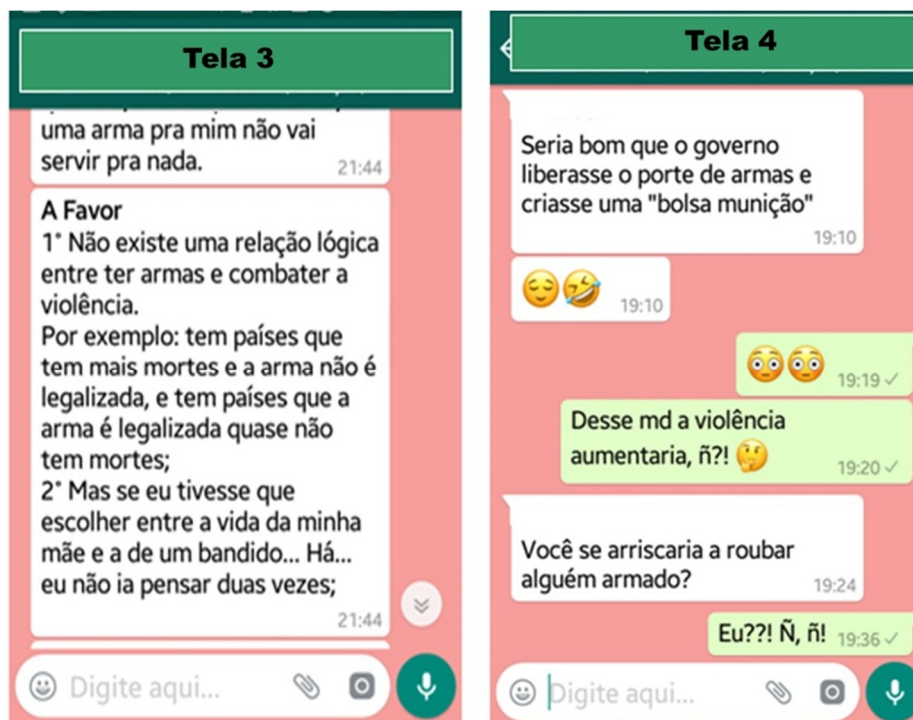 Tela 3
uma arma pra mim não vai
servir pra nada.
21:44
A Favor
1° Não existe uma relação lógica
entre ter armas e combater a
violência.
Por exemplo: tem países que
tem mais mortes e a arma não é
legalizada, e tem países que a
arma é legalizada quase não
tem mortes;
2° Mas se eu tivesse que
escolher entre a vida da minha
mãe e a de um bandido... Há...
eu não ia pensar duas vezes;
21:44
Digite aqui...
Tela 4
Seria bom que o governo
liberasse o porte de armas e
criasse uma "bolsa munição"
19:10
19:10
19:19
Desse md a violência
aumentaria, ñ?!
19:20
Você se arriscaria a roubar
alguém armado?
19:24
Eu??! Ñ, ñ! 19:36
Digite aqui...